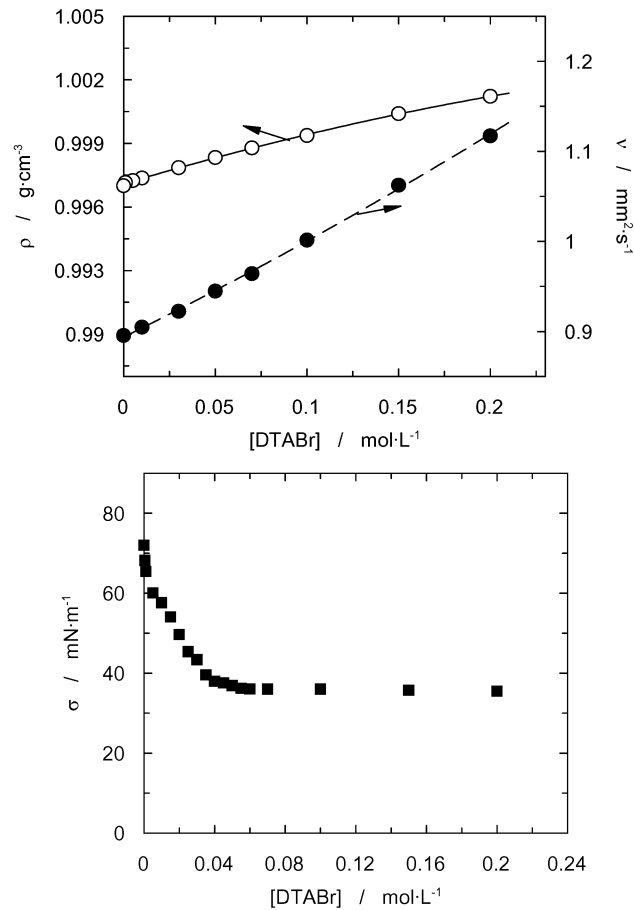 1.005
1.002
0.999
0.996
0.993
0.99
ρ / g·cm⁻³
1.2
1.1
1
0.9
ν / mm²·s⁻¹
0 0.05 0.1 0.15 0.2
[DTABr] / mol·L⁻¹
80
60
40
20
0
σ / mN·m⁻¹
0 0.04 0.08 0.12 0.16 0.20 0.24
[DTABr] / mol·L⁻¹